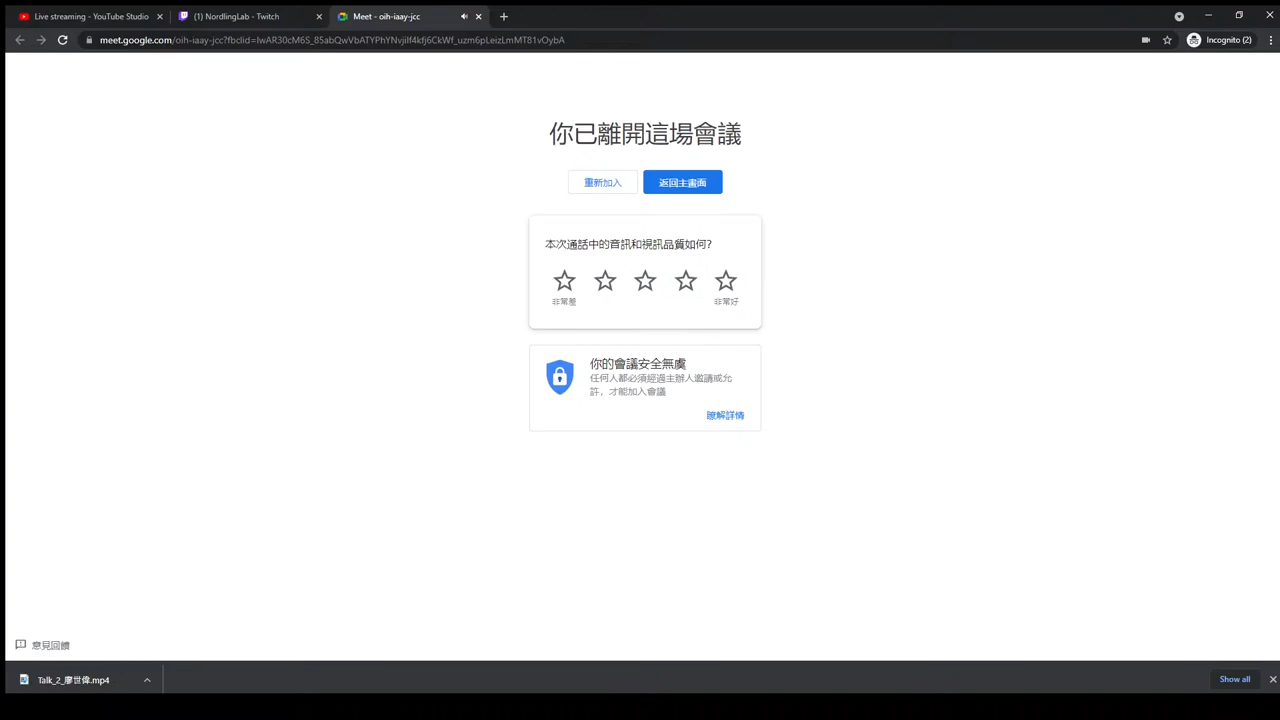 Live streaming - YouTube Studio
(1) NordlingLab - Twitch
Meet - oih-iaay-jcc
meet.google.com/oih-iaay-jcc?fbclid=
Incognito (2)
你已離開這場會議
重新加入
返回主畫面
本次通話中的音訊和視訊品質如何?
非常差
非常好
你的會議安全無虞
任何人都必須經過主辦人邀請或允
許，才能加入會議
瞭解詳情
意見回饋
Talk_2_廖世偉.mp4
Show all